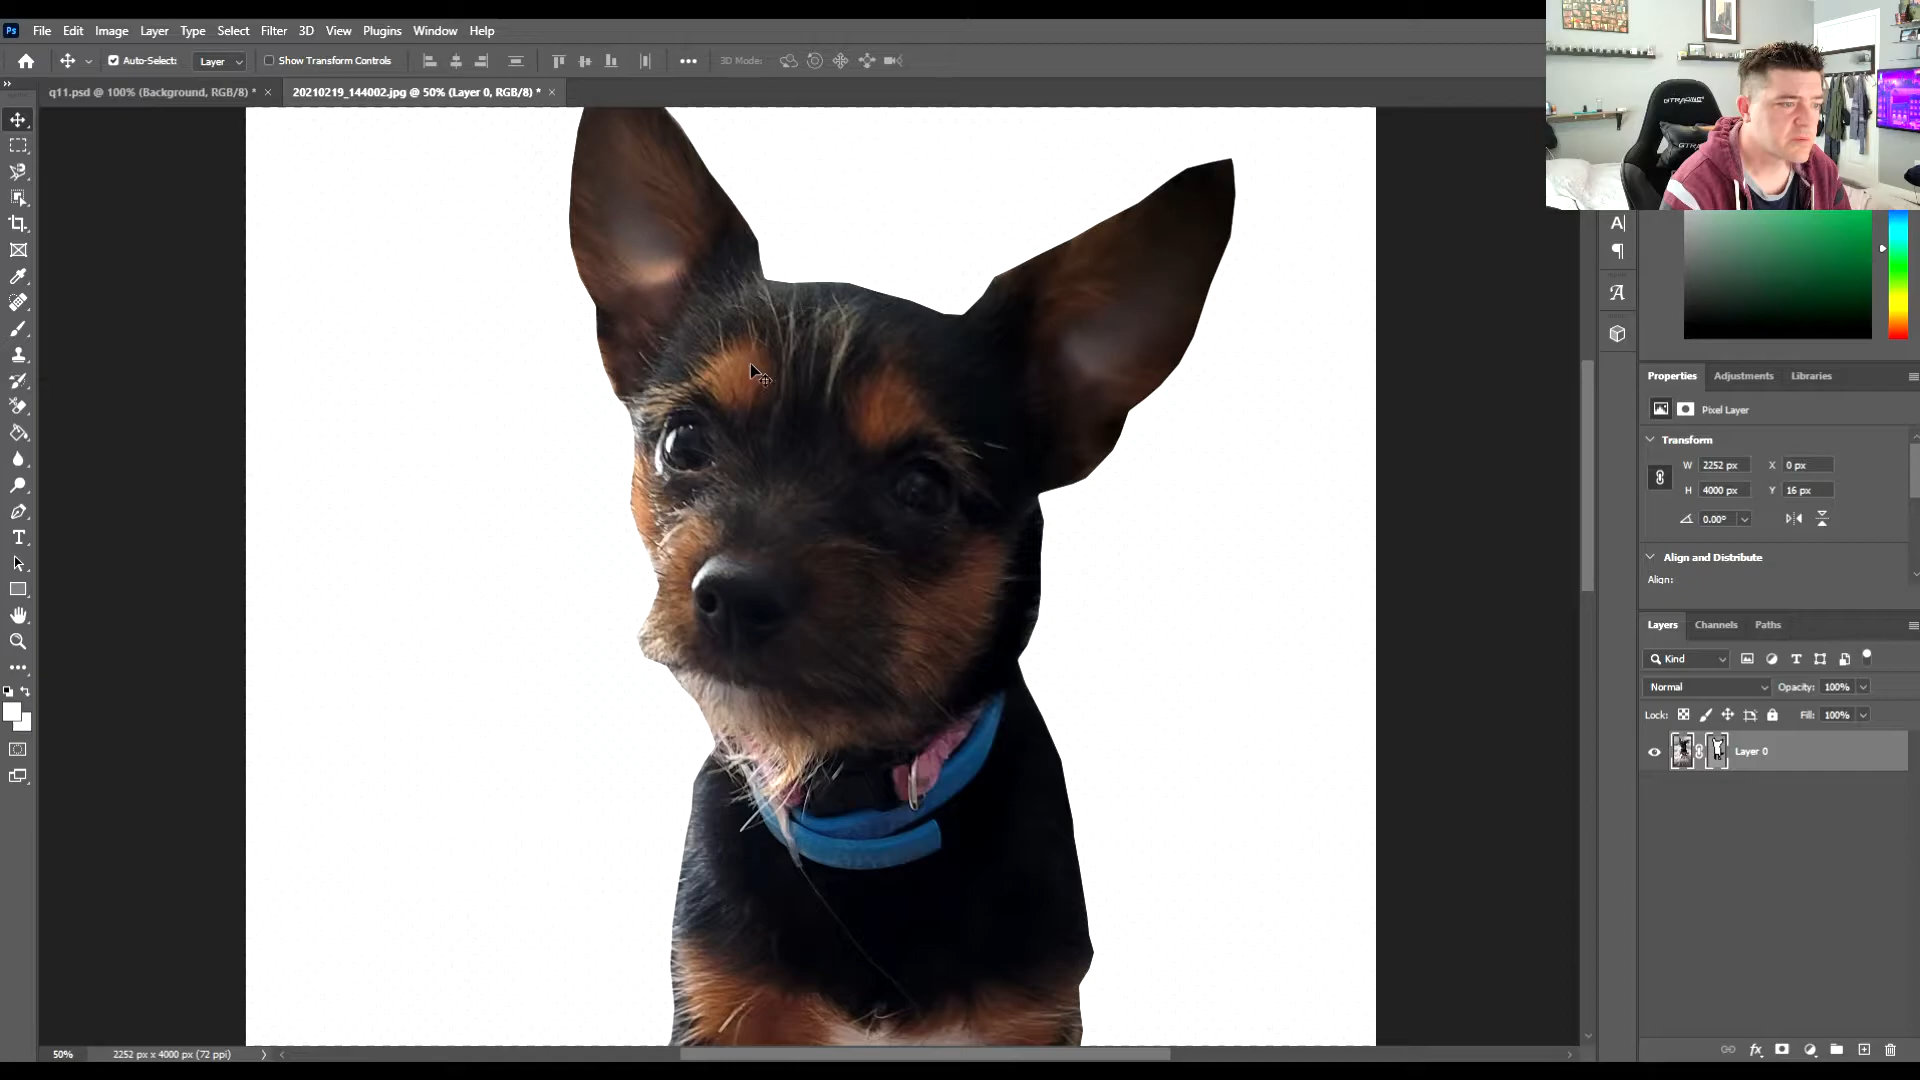 Ps File Edit Image Layer Type Select Filter 3D View Plugins Window Help
Auto-Select: Layer Show Transform Controls 3D Mode:
q11.psd @ 100% (Background, RGB/8) * × 20210219_144002.jpg @ 50% (Layer 0, RGB/8) * ×
GTRACING
Properties Adjustments Libraries
Pixel Layer
Transform
W 2252 px X 0 px
H 4000 px Y 16 px
0.00°
Align and Distribute
Align:
Layers Channels Paths
Kind
Normal Opacity: 100%
Lock: Fill: 100%
Layer 0
50% 2252 px x 4000 px (72 ppi)